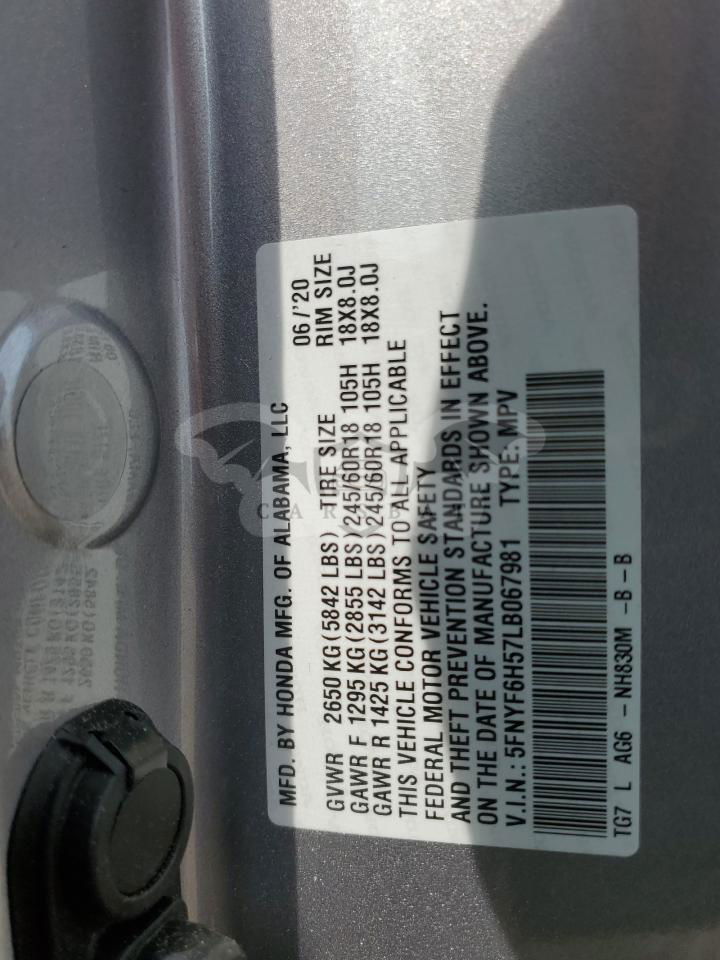 MFD. BY HONDA MFG. OF ALABAMA, LLC 06/'20
GVWR 2650 KG (5842 LBS) TIRE SIZE RIM SIZE
GAWR F 1295 KG (2855 LBS) 245/60R18 105H 18X8.0J
GAWR R 1425 KG (3142 LBS) 245/60R18 105H 18X8.0J
THIS VEHICLE CONFORMS TO ALL APPLICABLE
FEDERAL MOTOR VEHICLE SAFETY
AND THEFT PREVENTION STANDARDS IN EFFECT
ON THE DATE OF MANUFACTURE SHOWN ABOVE.
V.I.N.: 5FNYF6H57LB067981 TYPE: MPV
TG7 L AG6 - NH830M -B - B